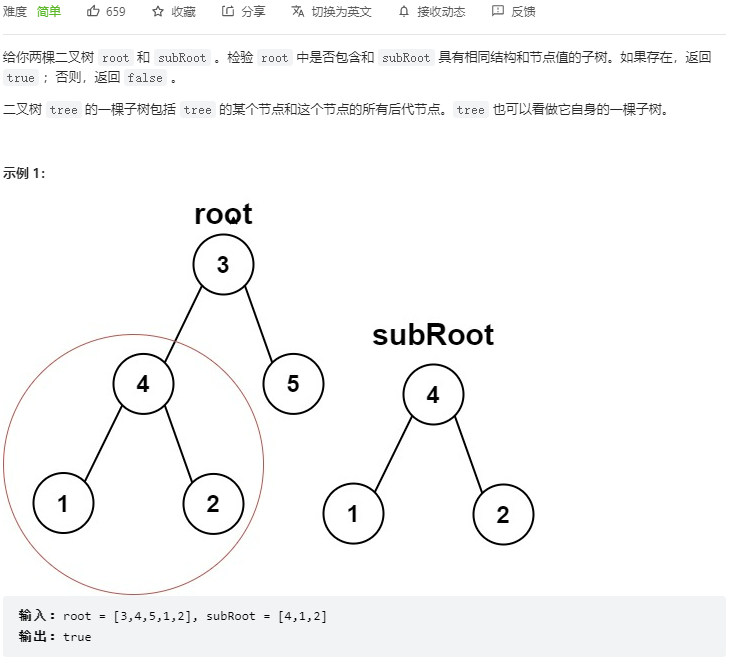 难度 简单 659 收藏 分享 切换为英文 接收动态 反馈
给你两棵二叉树 root 和 subRoot 。检验 root 中是否包含和 subRoot 具有相同结构和节点值的子树。如果存在，返回
true ；否则，返回 false 。
二叉树 tree 的一棵子树包括 tree 的某个节点和这个节点的所有后代节点。tree 也可以看做它自身的一棵子树。
示例 1：
root
3
subRoot
4 5 4
1 2 1 2
输入：root = [3,4,5,1,2], subRoot = [4,1,2]
输出：true